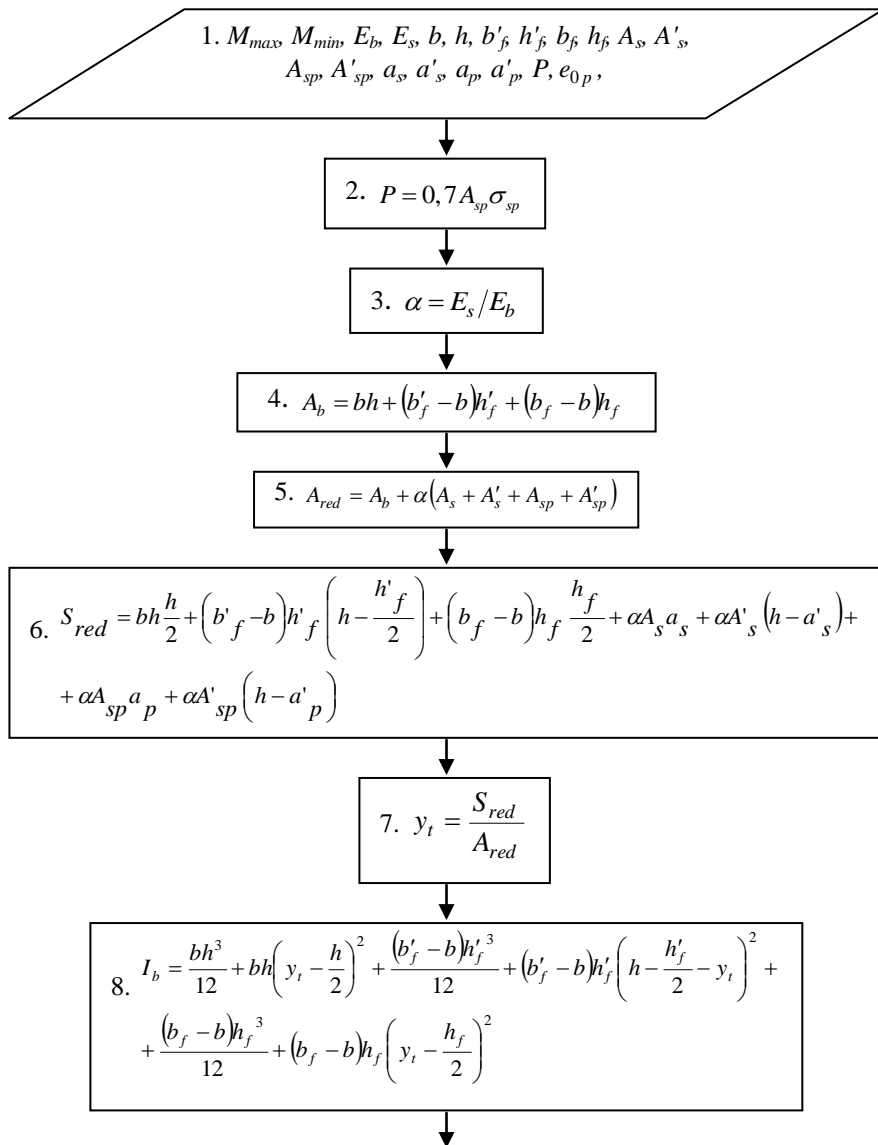 1. M_max, M_min, E_b, E_s, b, h, b'_f, h'_f, b_f, h_f, A_s, A'_s,
A_sp, A'_sp, a_s, a'_s, a_p, a'_p, P, e_0p,
2. P = 0,7A_spσ_sp
3. α = E_s/E_b
4. A_b = bh + (b'_f − b)h'_f + (b_f − b)h_f
5. A_red = A_b + α(A_s + A'_s + A_sp + A'_sp)
6. S_red = bh h/2 + (b'_f − b)h'_f (h − h'_f/2) + (b_f − b)h_f h_f/2 + αA_s a_s + αA'_s (h − a'_s) +
+ αA_sp a_p + αA'_sp (h − a'_p)
7. y_t = S_red/A_red
8. I_b = bh³/12 + bh(y_t − h/2)² + (b'_f − b)h'_f³/12 + (b'_f − b)h'_f (h − h'_f/2 − y_t)² +
+ (b_f − b)h_f³/12 + (b_f − b)h_f (y_t − h_f/2)²